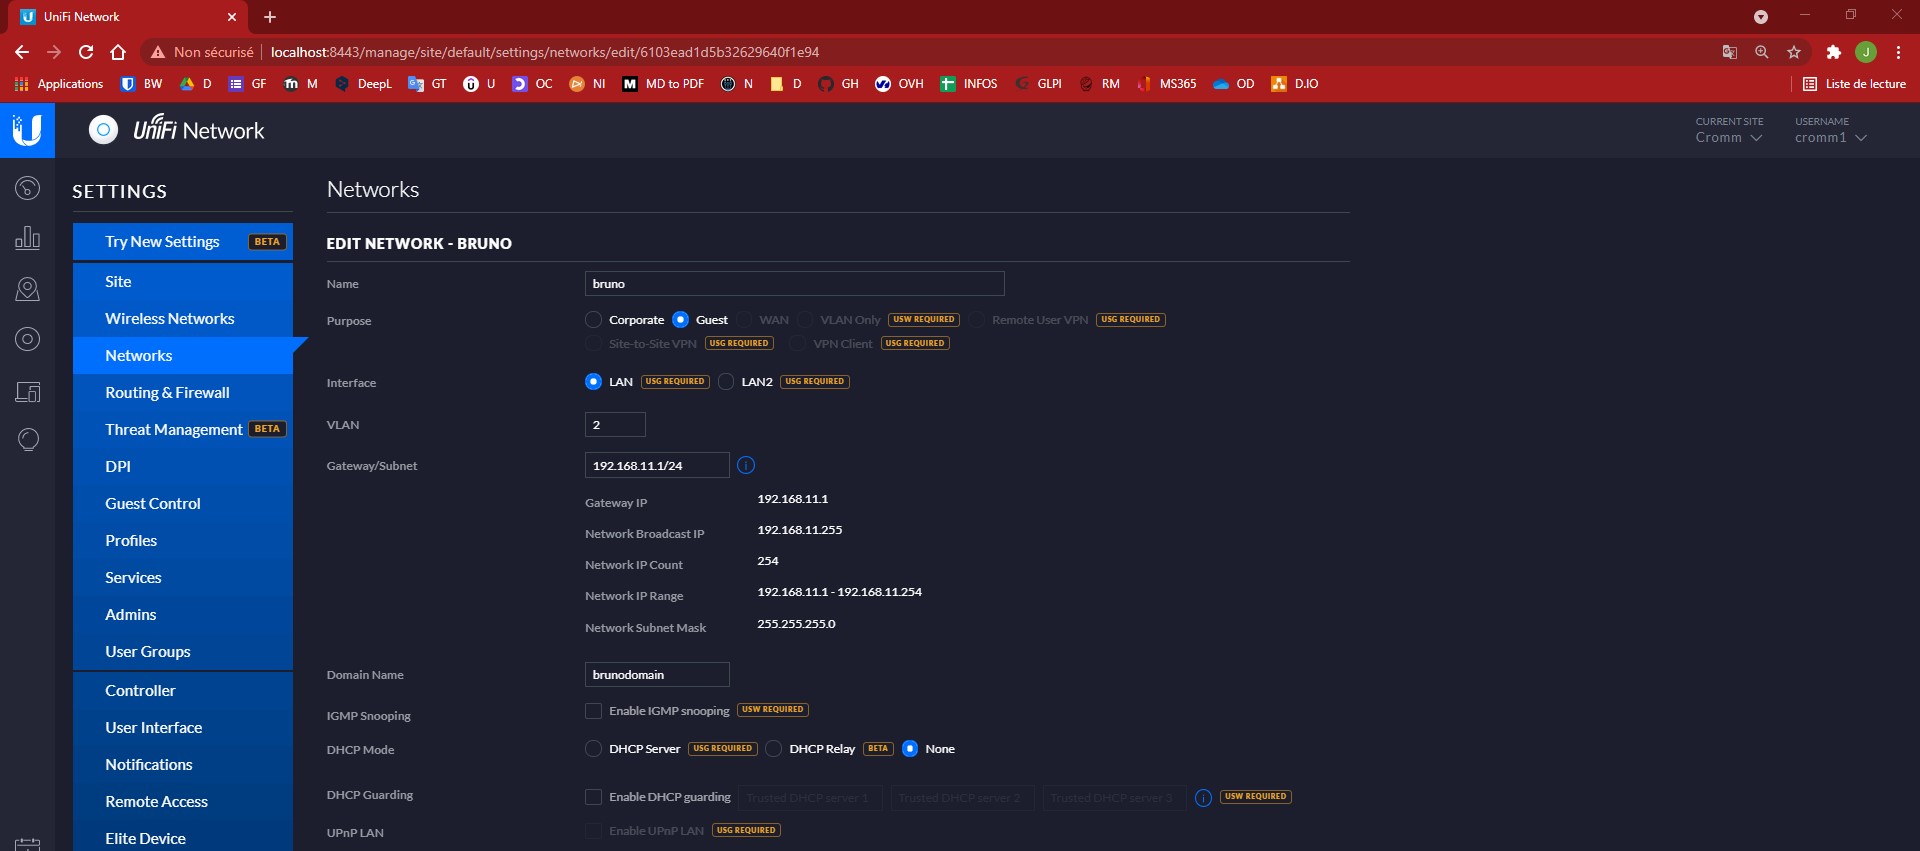 UniFi Network
Non sécurisé localhost:8443/manage/site/default/settings/networks/edit/6103ead1d5b32629640f1e94
J
Applications BW D GF M DeepL GT U OC NI MD to PDF N D GH OVH INFOS GLPI RM MS365 OD D.IO Liste de lecture
UniFi Network
CURRENT SITE
Cromm
USERNAME
cromm1
SETTINGS
Try New Settings BETA
Site
Wireless Networks
Networks
Routing & Firewall
Threat Management BETA
DPI
Guest Control
Profiles
Services
Admins
User Groups
Controller
User Interface
Notifications
Remote Access
Elite Device
Networks
EDIT NETWORK - BRUNO
Name bruno
Purpose Corporate Guest WAN VLAN Only USW REQUIRED Remote User VPN USG REQUIRED
Site-to-Site VPN USG REQUIRED VPN Client USG REQUIRED
Interface LAN USG REQUIRED LAN2 USG REQUIRED
VLAN 2
Gateway/Subnet 192.168.11.1/24
Gateway IP 192.168.11.1
Network Broadcast IP 192.168.11.255
Network IP Count 254
Network IP Range 192.168.11.1 - 192.168.11.254
Network Subnet Mask 255.255.255.0
Domain Name brunodomain
IGMP Snooping Enable IGMP snooping USW REQUIRED
DHCP Mode DHCP Server USG REQUIRED DHCP Relay BETA None
DHCP Guarding Enable DHCP guarding Trusted DHCP server 1 Trusted DHCP server 2 Trusted DHCP server 3 USW REQUIRED
UPnP LAN Enable UPnP LAN USG REQUIRED